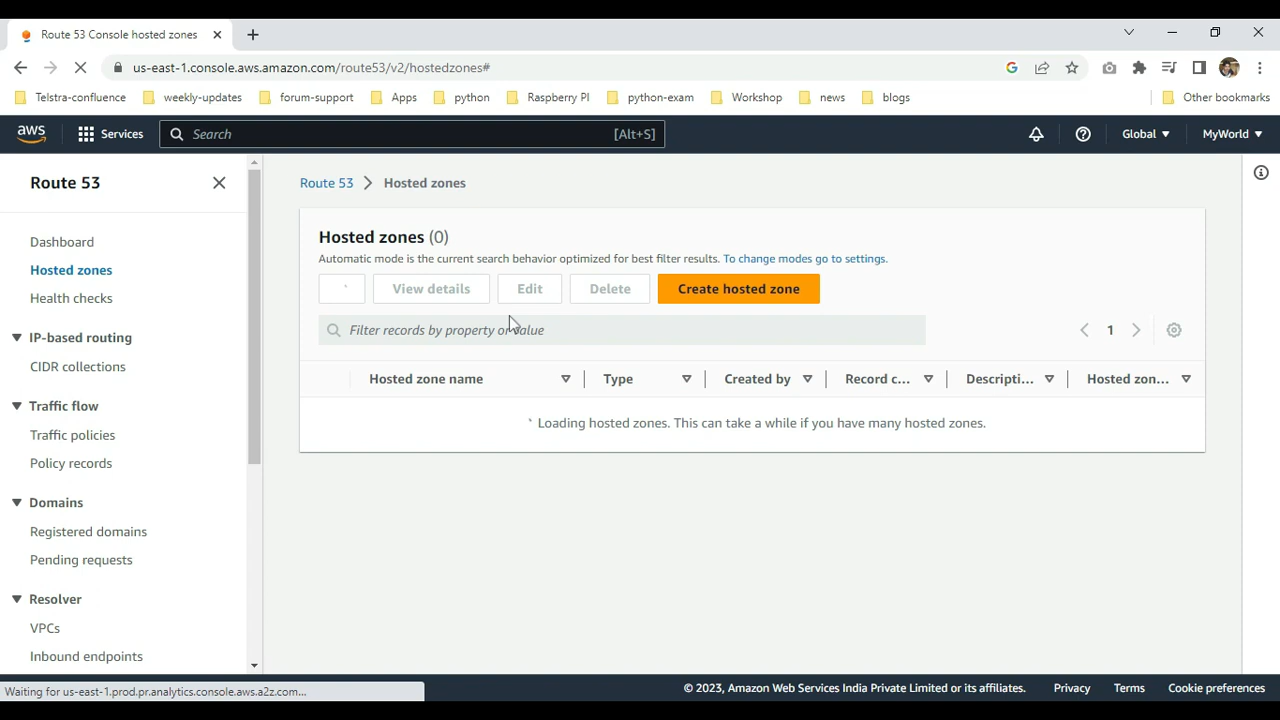 Route 53 Console hosted zones
us-east-1.console.aws.amazon.com/route53/v2/hostedzones#
Telstra-confluence weekly-updates forum-support Apps python Raspberry PI python-exam Workshop news blogs Other bookmarks
aws Services Search [Alt+S] Global MyWorld
Route 53
Dashboard
Hosted zones
Health checks
IP-based routing
CIDR collections
Traffic flow
Traffic policies
Policy records
Domains
Registered domains
Pending requests
Resolver
VPCs
Inbound endpoints
Route 53 Hosted zones
Hosted zones (0)
Automatic mode is the current search behavior optimized for best filter results. To change modes go to settings.
View details Edit Delete Create hosted zone
Filter records by property or value
1
Hosted zone name Type Created by Record c... Descripti... Hosted zon...
Loading hosted zones. This can take a while if you have many hosted zones.
Waiting for us-east-1.prod.pr.analytics.console.aws.a2z.com...
© 2023, Amazon Web Services India Private Limited or its affiliates. Privacy Terms Cookie preferences